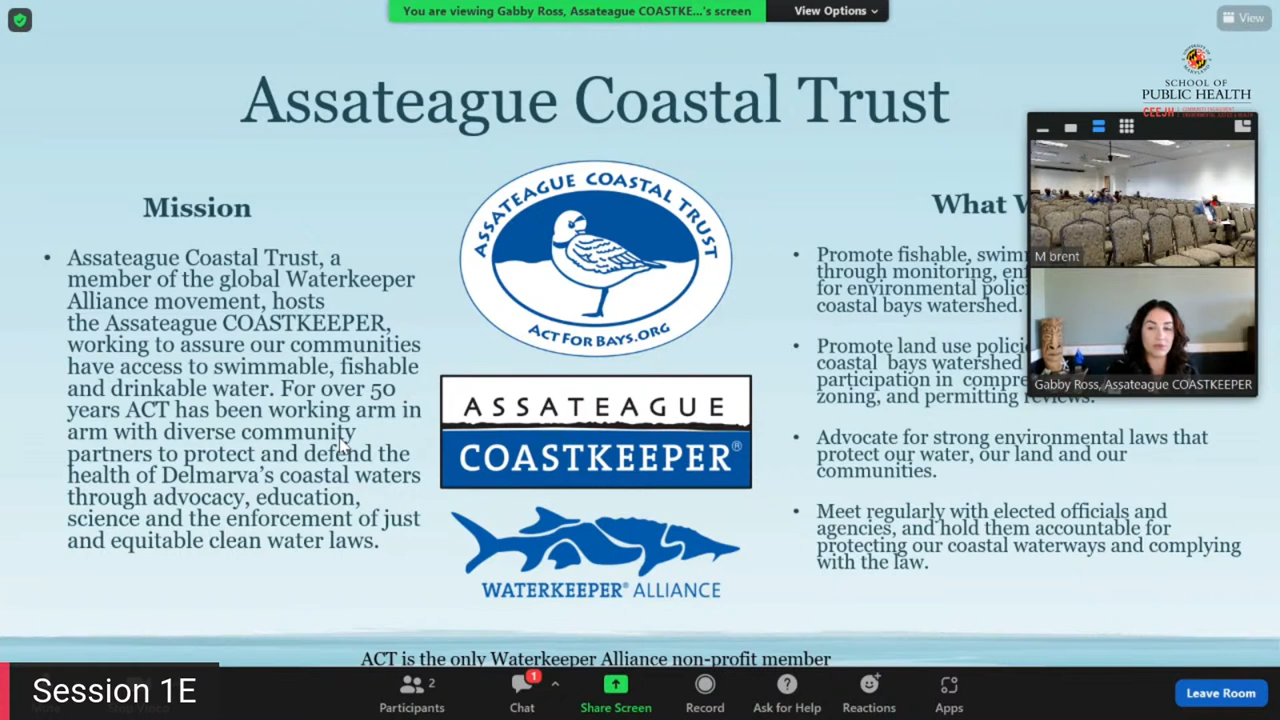 You are viewing Gabby Ross, Assateague COASTKE...'s screen
View Options
View
Assateague Coastal Trust
SCHOOL OF
PUBLIC HEALTH
CEEJH
Mission
• Assateague Coastal Trust, a
member of the global Waterkeeper
Alliance movement, hosts
the Assateague COASTKEEPER,
working to assure our communities
have access to swimmable, fishable
and drinkable water. For over 50
years ACT has been working arm in
arm with diverse community
partners to protect and defend the
health of Delmarva's coastal waters
through advocacy, education,
science and the enforcement of just
and equitable clean water laws.
ASSATEAGUE COASTAL TRUST
ACT FOR BAYS.ORG
ASSATEAGUE
COASTKEEPER®
WATERKEEPER® ALLIANCE
What
• Promote fishable,
through monitoring,
for environmental
coastal bays watershed.
• Promote land use
coastal bays watershed
participation in
zoning, and permitting reviews.
• Advocate for strong environmental laws that
protect our water, our land and our
communities.
• Meet regularly with elected officials and
agencies, and hold them accountable for
protecting our coastal waterways and complying
with the law.
M brent
Gabby Ross, Assateague COASTKEEPER
ACT is the only Waterkeeper Alliance non-profit member
Session 1E
Participants
2
Chat
1
Share Screen
Record
Ask for Help
Reactions
Apps
Leave Room